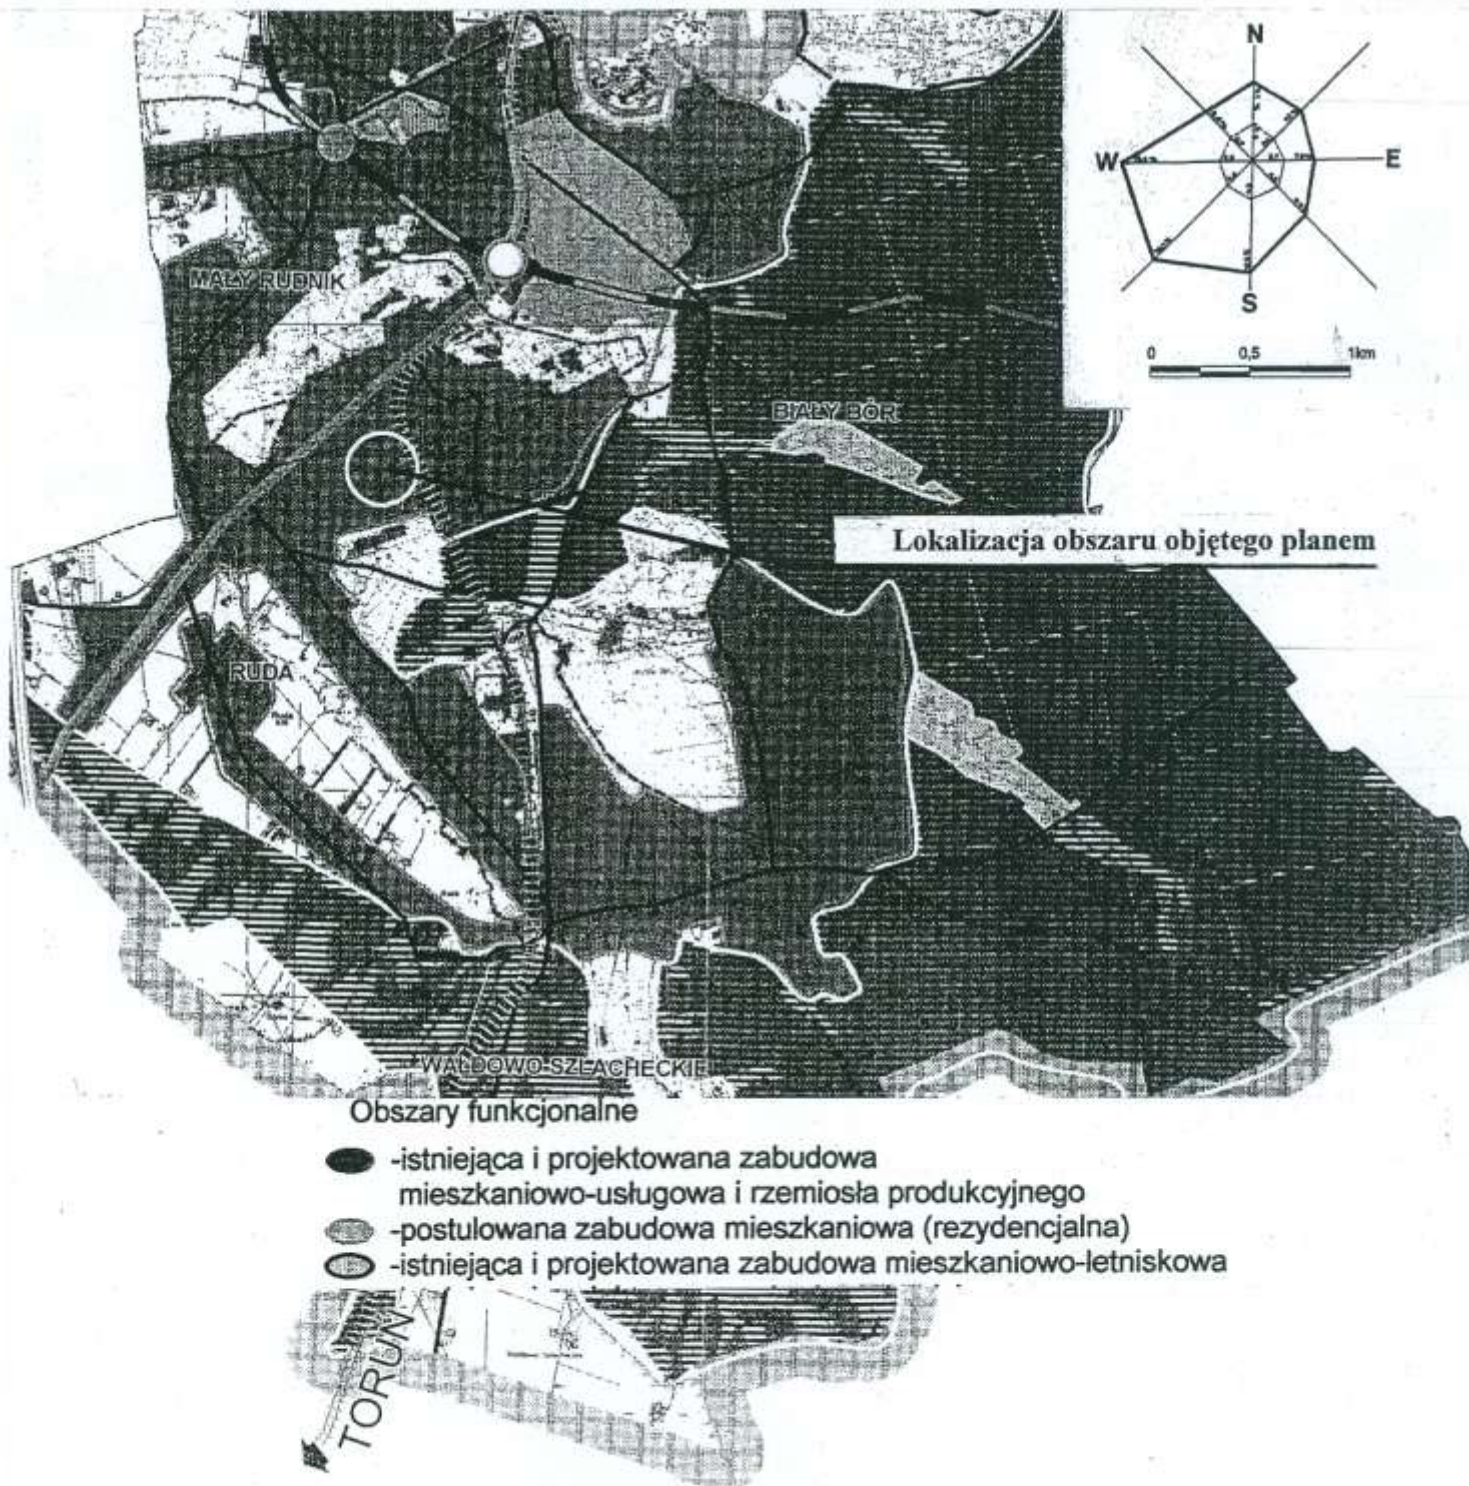 N
W
E
S
0 0,5 1km
MAŁY RUDNIK
BIAŁY BÓR
Lokalizacja obszaru objętego planem
RUDA
WAŁDOWO SZLACHECKIE
Obszary funkcjonalne
-istniejąca i projektowana zabudowa
mieszkaniowo-usługowa i rzemiosła produkcyjnego
-postulowana zabudowa mieszkaniowa (rezydencjalna)
-istniejąca i projektowana zabudowa mieszkaniowo-letniskowa
TORUŃ